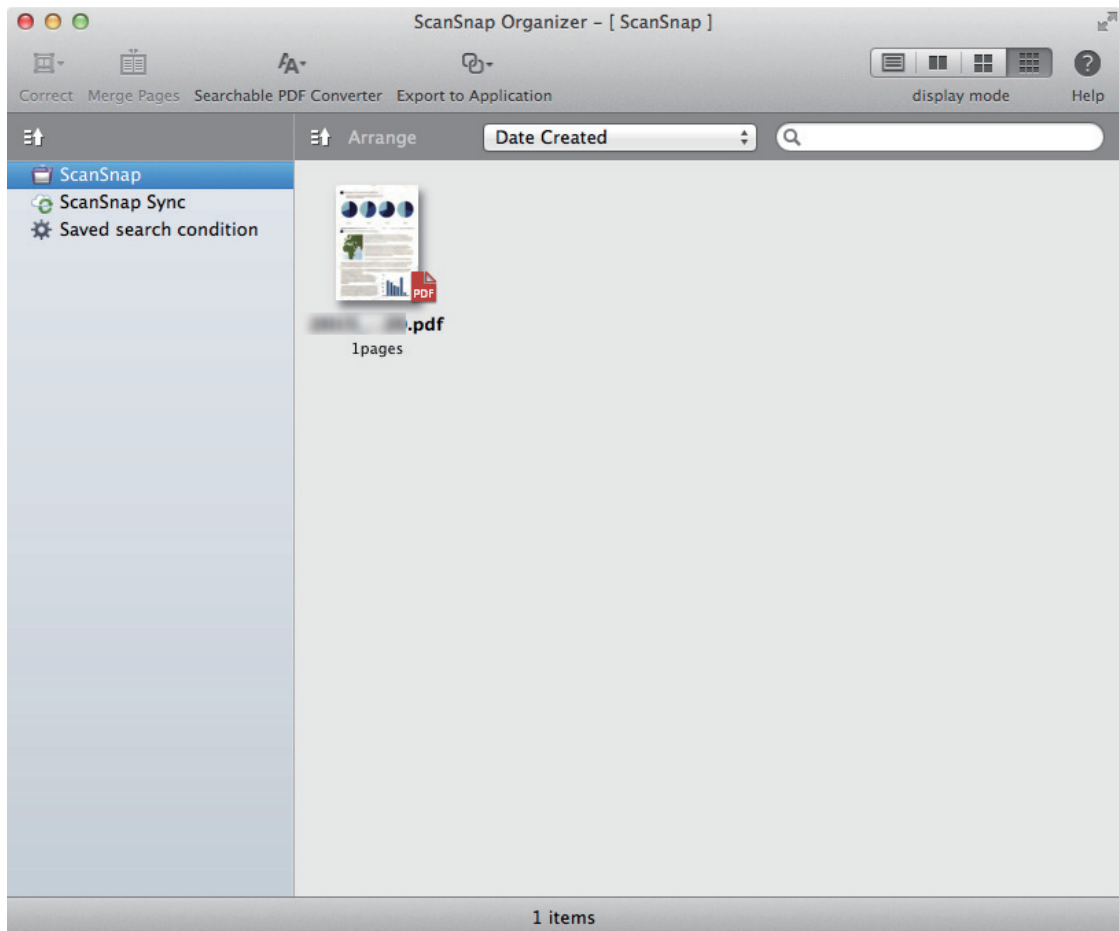 ScanSnap Organizer – [ ScanSnap ]
Correct Merge Pages Searchable PDF Converter Export to Application display mode Help
Arrange Date Created
ScanSnap
ScanSnap Sync
Saved search condition
PDF
.pdf
1pages
1 items